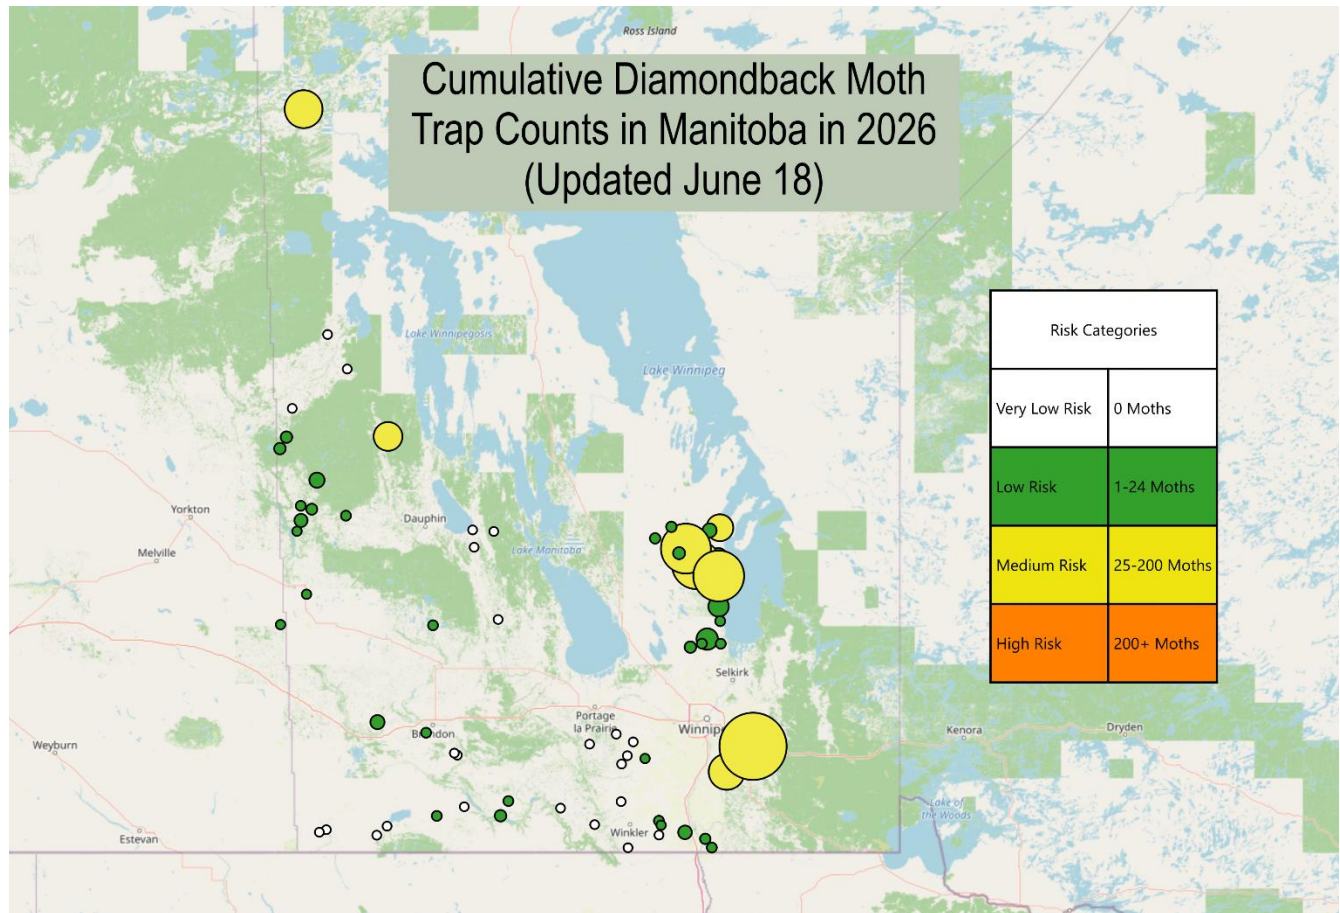 Ross Island
Cumulative Diamondback Moth
Trap Counts in Manitoba in 2026
(Updated June 18)
Lake Winnipegosis
Lake Winnipeg
Risk Categories
Very Low Risk 0 Moths
Low Risk 1-24 Moths
Medium Risk 25-200 Moths
High Risk 200+ Moths
Yorkton
Dauphin
Melville
Lake Manitoba
Selkirk
Portage
la Prairie
Winnipe
Brandon
Kenora
Dryden
Weyburn
Lake of
the Woods
Estevan
Winkler